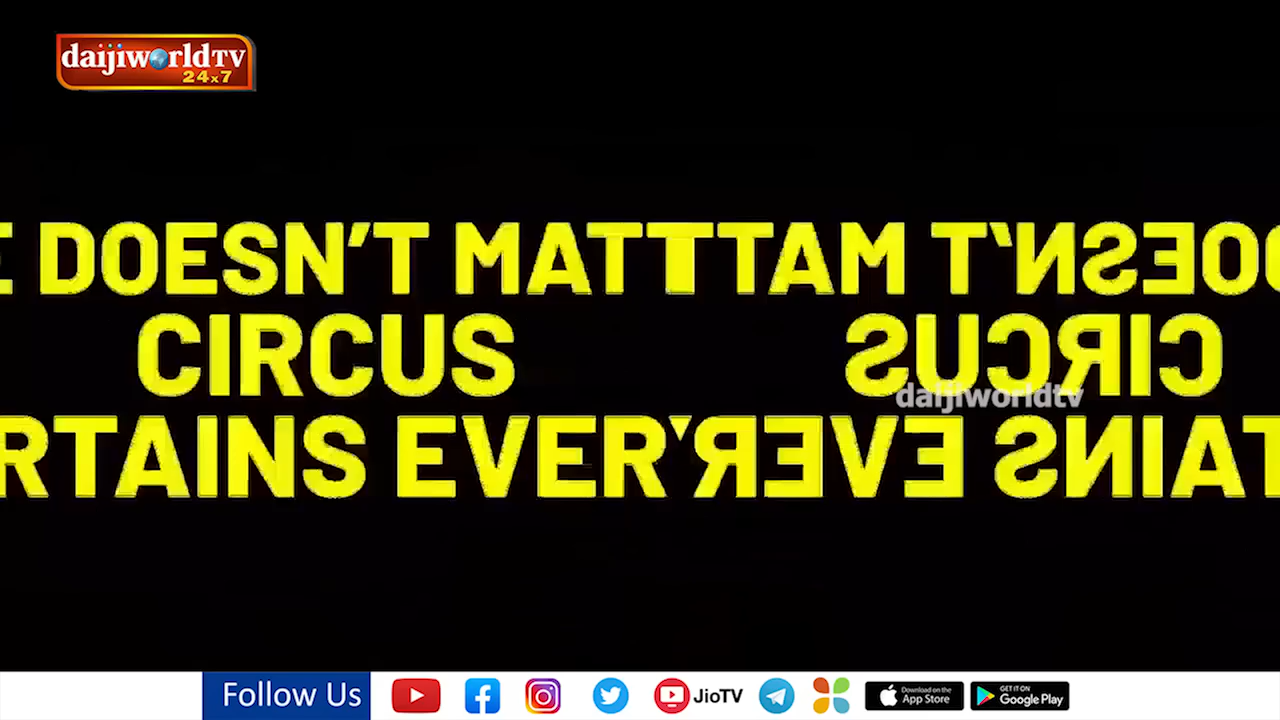 daijiworldTV
24x7
E DOESN'T MATTTAM T'NSEOD
CIRCUS SUCRIC
daijiworldtv
RTAINS EVER'REVE SNIAT
Follow Us
JioTV
Download on the
App Store
GET IT ON
Google Play